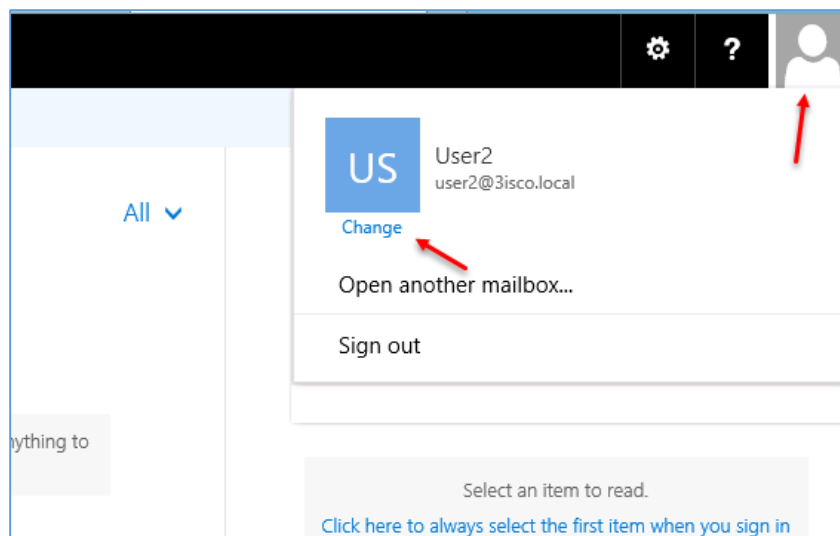 ?
US
User2
user2@3isco.local
Change
All
Open another mailbox...
Sign out
to
Select an item to read.
Click here to always select the first item when you sign in